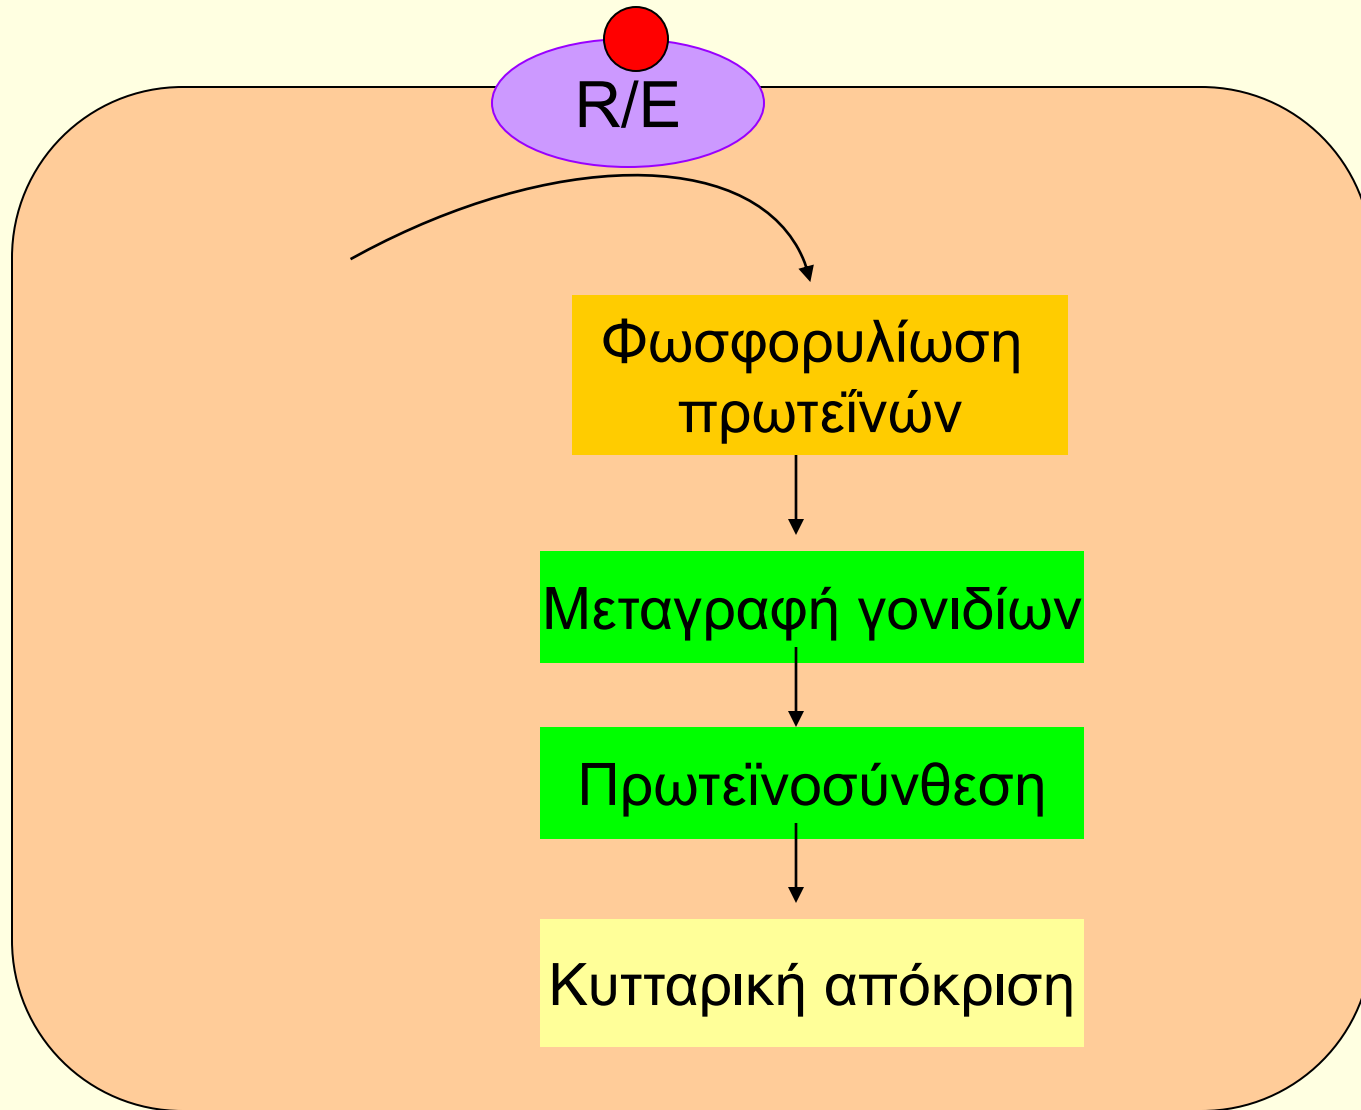 R/E
Φωσφορυλίωση
πρωτεΐνών
Μεταγραφή γονιδίων
Πρωτεϊνοσύνθεση
Κυτταρική απόκριση